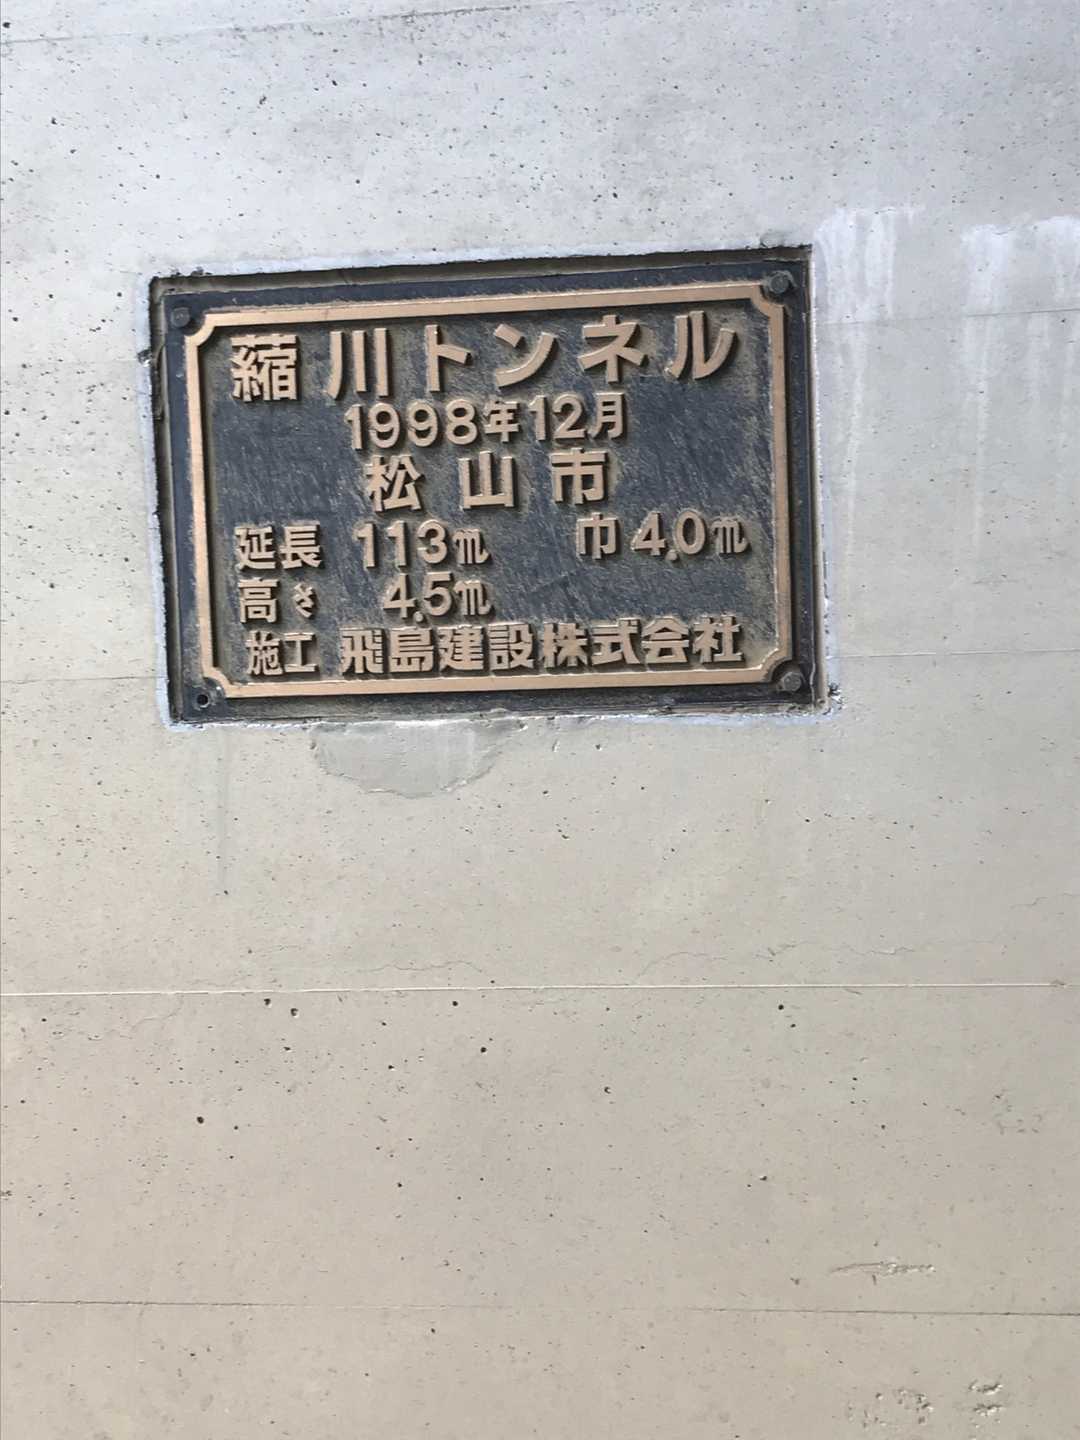 川トンネル
1998年12月
松山市
延長 113m 巾 4.0m
高さ 4.5m
施工 飛島建設株式会社